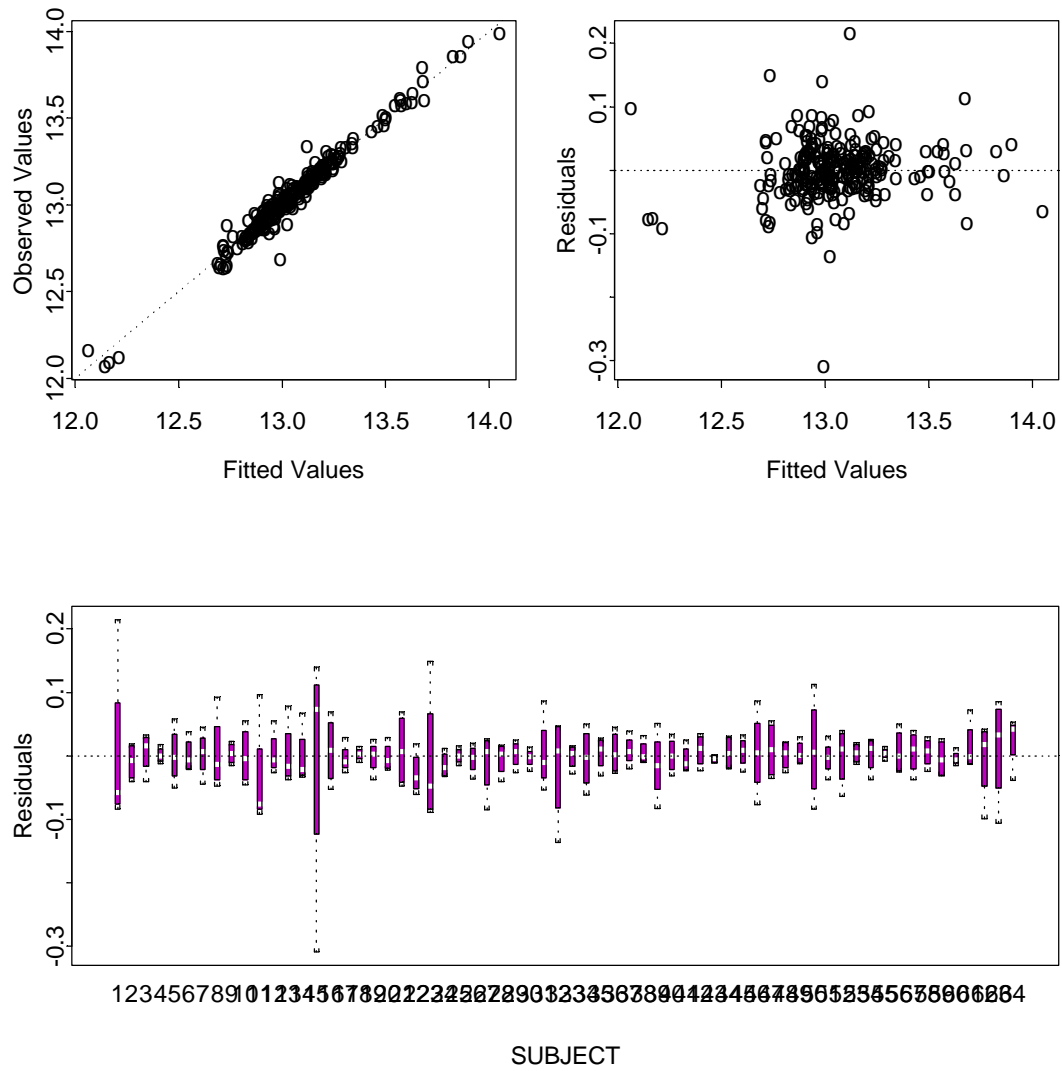 14.0
13.5
13.0
12.5
12.0
Observed Values
12.0 12.5 13.0 13.5 14.0
Fitted Values
0.2
0.1
-0.1
-0.3
Residuals
12.0 12.5 13.0 13.5 14.0
Fitted Values
0.2
0.1
-0.1
-0.3
Residuals
SUBJECT